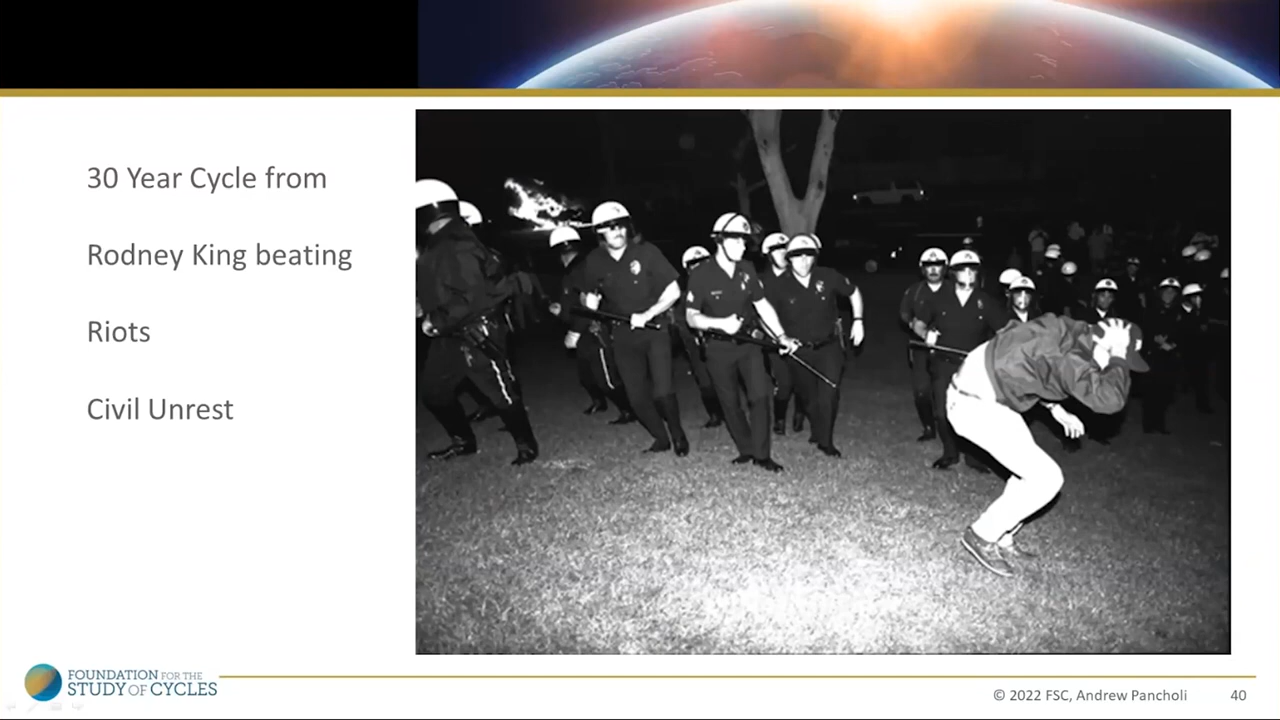 30 Year Cycle from
Rodney King beating
Riots
Civil Unrest
FOUNDATION FOR THE
STUDY OF CYCLES
© 2022 FSC, Andrew Pancholi
40